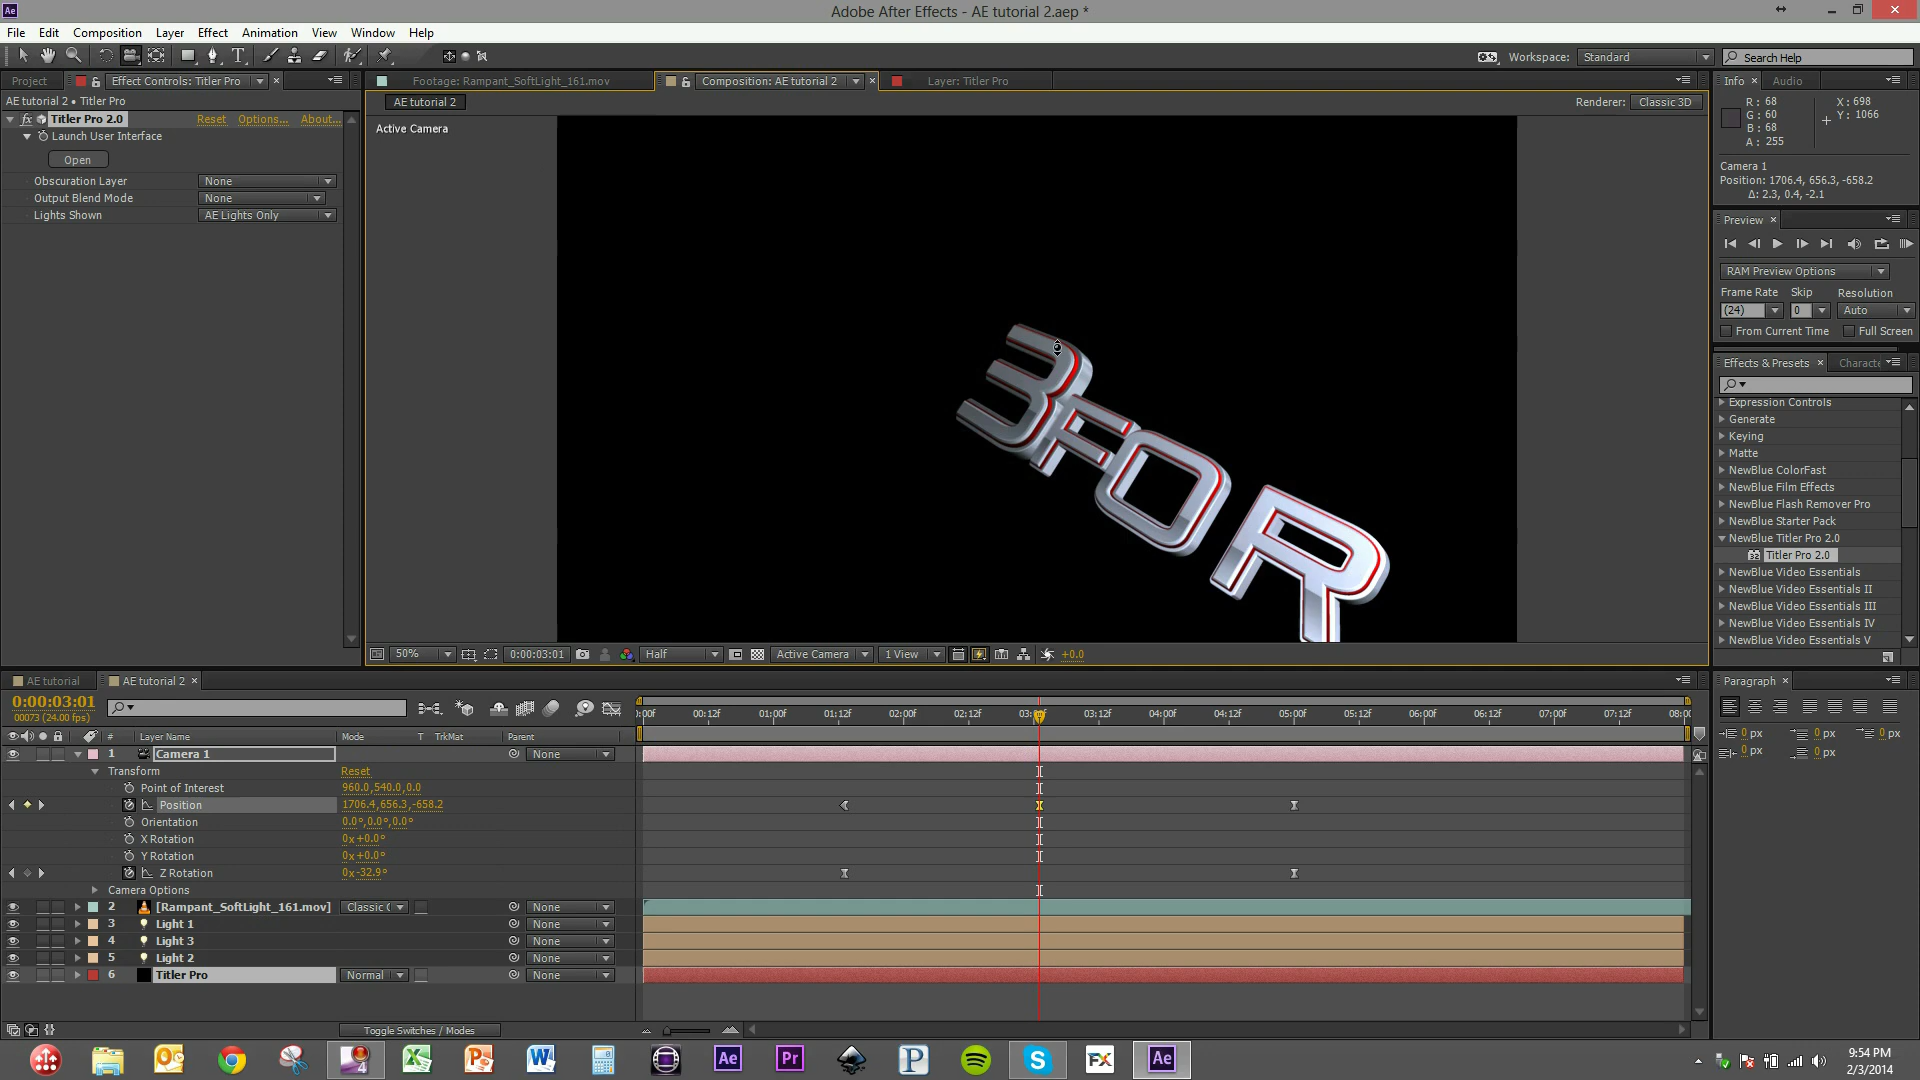 Ae
Adobe After Effects - AE tutorial 2.aep *
File Edit Composition Layer Effect Animation View Window Help
Workspace: Standard Search Help
Project Effect Controls: Titler Pro
Footage: Rampant_SoftLight_161.mov
Composition: AE tutorial 2
Layer: Titler Pro
Info Audio
AE tutorial 2 • Titler Pro
AE tutorial 2
Renderer: Classic 3D
fx Titler Pro 2.0 Reset Options... About...
Launch User Interface
Open
Obscuration Layer None
Output Blend Mode None
Lights Shown AE Lights Only
Active Camera
3 FOR
R: 68
G: 60
B: 68
A: 255
X: 698
Y: 1066
Camera 1
Position: 1706.4, 656.3, -658.2
Δ: 2.3, 0.4, -2.1
Preview
RAM Preview Options
Frame Rate Skip Resolution
(24) 0 Auto
From Current Time Full Screen
Effects & Presets Characte
Expression Controls
Generate
Keying
Matte
NewBlue ColorFast
NewBlue Film Effects
NewBlue Flash Remover Pro
NewBlue Starter Pack
NewBlue Titler Pro 2.0
Titler Pro 2.0
NewBlue Video Essentials
NewBlue Video Essentials II
NewBlue Video Essentials III
NewBlue Video Essentials IV
NewBlue Video Essentials V
50% 0:00:03:01 Half Active Camera 1 View +0.0
AE tutorial AE tutorial 2
Paragraph
0:00:03:01
00073 (24.00 fps)
0:00f 00:12f 01:00f 01:12f 02:00f 02:12f 03:00f 03:12f 04:00f 04:12f 05:00f 05:12f 06:00f 06:12f 07:00f 07:12f 08:00
0 px 0 px 0 px
0 px 0 px
# Layer Name Mode T TrkMat Parent
1 Camera 1 None
Transform Reset
Point of Interest 960.0,540.0,0.0
Position 1706.4,656.3,-658.2
Orientation 0.0°,0.0°,0.0°
X Rotation 0x+0.0°
Y Rotation 0x+0.0°
Z Rotation 0x-32.9°
Camera Options
2 [Rampant_SoftLight_161.mov] Classic C None
3 Light 1 None
4 Light 3 None
5 Light 2 None
6 Titler Pro Normal None
Toggle Switches / Modes
4 Ae Pr P S FX Ae
9:54 PM
2/3/2014